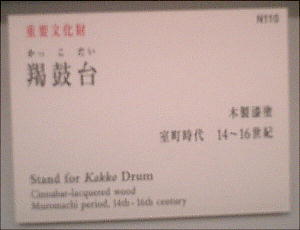 N110
重要文化財
かっこだい
羯鼓台
木製漆塗
室町時代 14～16世紀
Stand for Kakko Drum
Cinnabar-lacquered wood
Muromachi period, 14th - 16th century